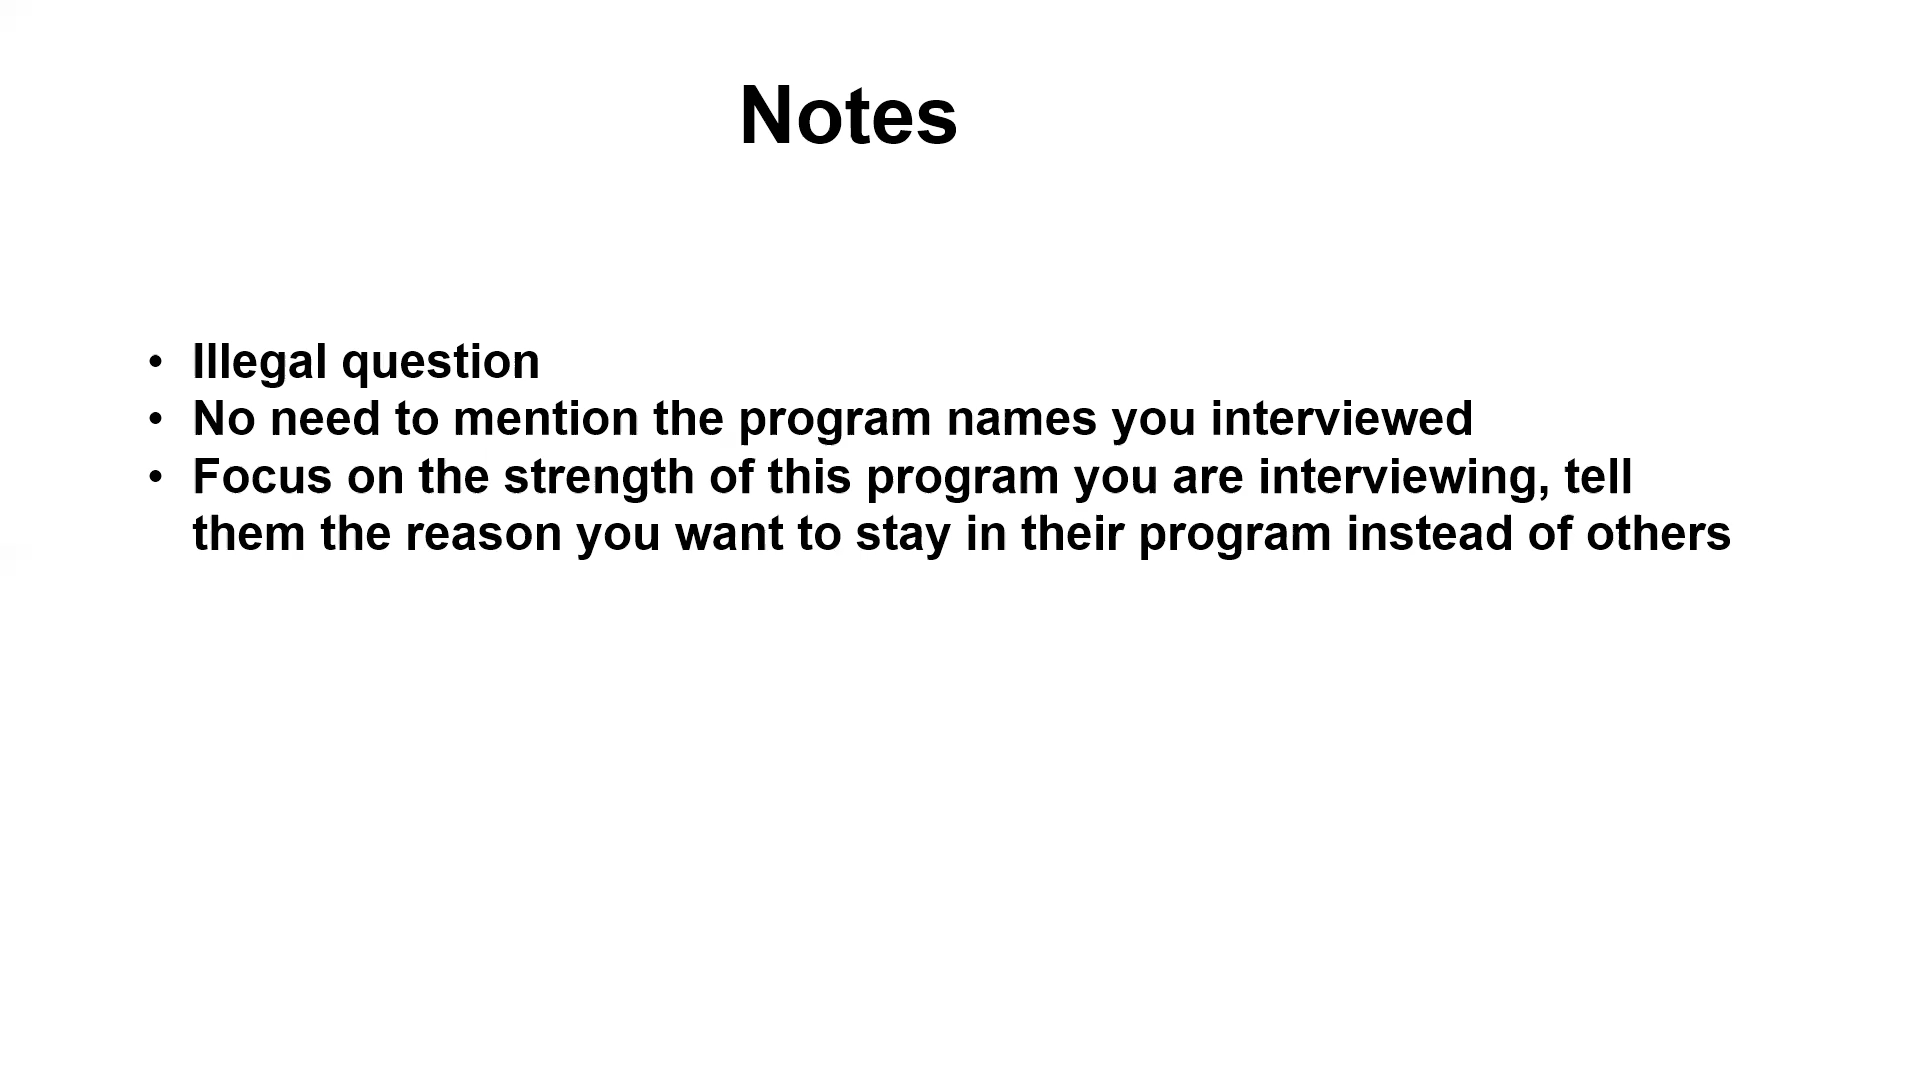 Notes
• Illegal question
• No need to mention the program names you interviewed
• Focus on the strength of this program you are interviewing, tell
them the reason you want to stay in their program instead of others